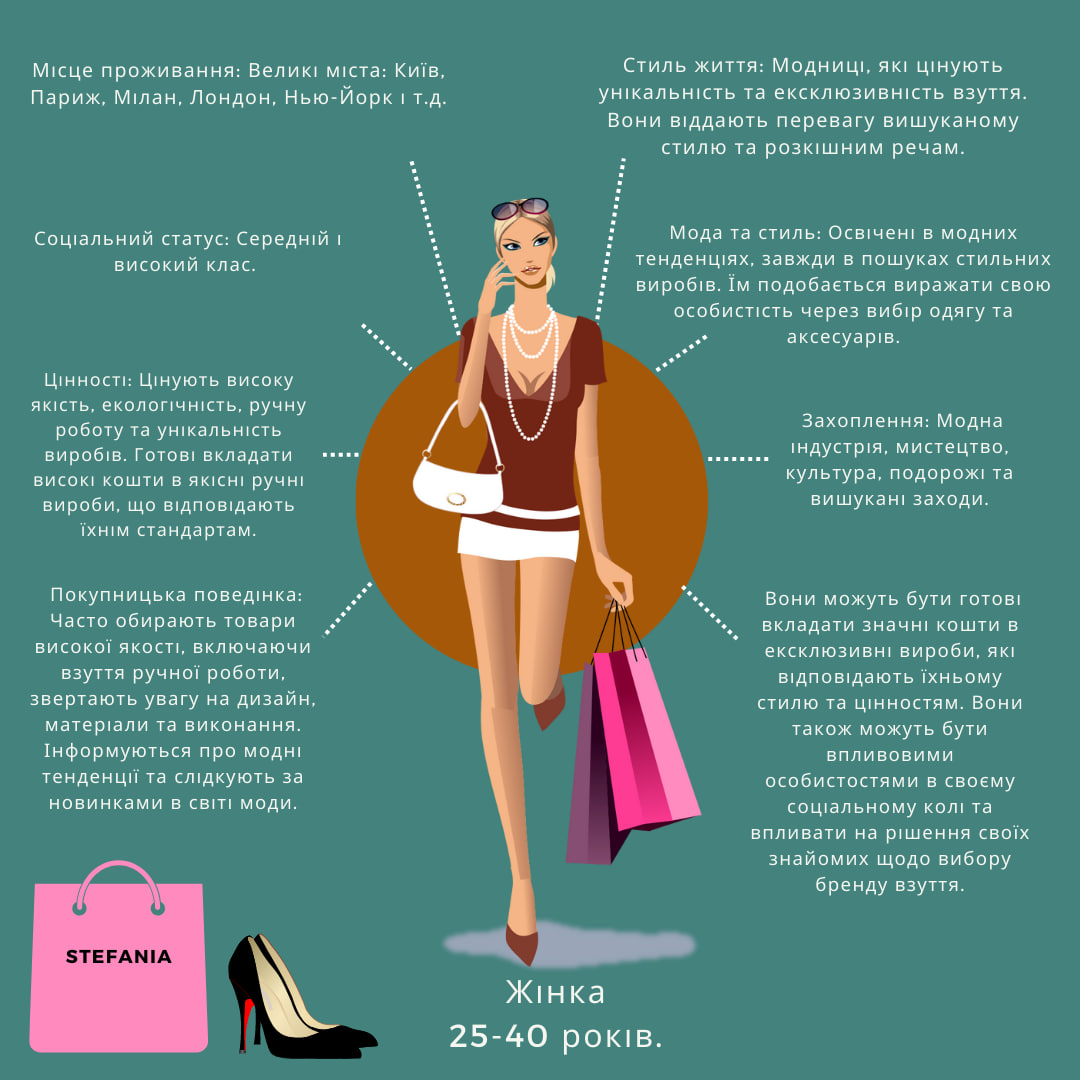 Місце проживання: Великі міста: Київ,
Париж, Мілан, Лондон, Нью-Йорк і т.д.
Стиль життя: Модниці, які цінують
унікальність та ексклюзивність взуття.
Вони віддають перевагу вишуканому
стилю та розкішним речам.
Соціальний статус: Середній і
високий клас.
Мода та стиль: Освічені в модних
тенденціях, завжди в пошуках стильних
виробів. Їм подобається виражати свою
особистість через вибір одягу та
аксесуарів.
Цінності: Цінують високу
якість, екологічність, ручну
роботу та унікальність
виробів. Готові вкладати
високі кошти в якісні ручні
вироби, що відповідають
їхнім стандартам.
Захоплення: Модна
індустрія, мистецтво,
культура, подорожі та
вишукані заходи.
Покупницька поведінка:
Часто обирають товари
високої якості, включаючи
взуття ручної роботи,
звертають увагу на дизайн,
матеріали та виконання.
Інформуються про модні
тенденції та слідкують за
новинками в світі моди.
Вони можуть бути готові
вкладати значні кошти в
ексклюзивні вироби, які
відповідають їхньому
стилю та цінностям. Вони
також можуть бути
впливовими
особистостями в своєму
соціальному колі та
впливати на рішення своїх
знайомих щодо вибору
бренду взуття.
STEFANIA
Жінка
25-40 років.